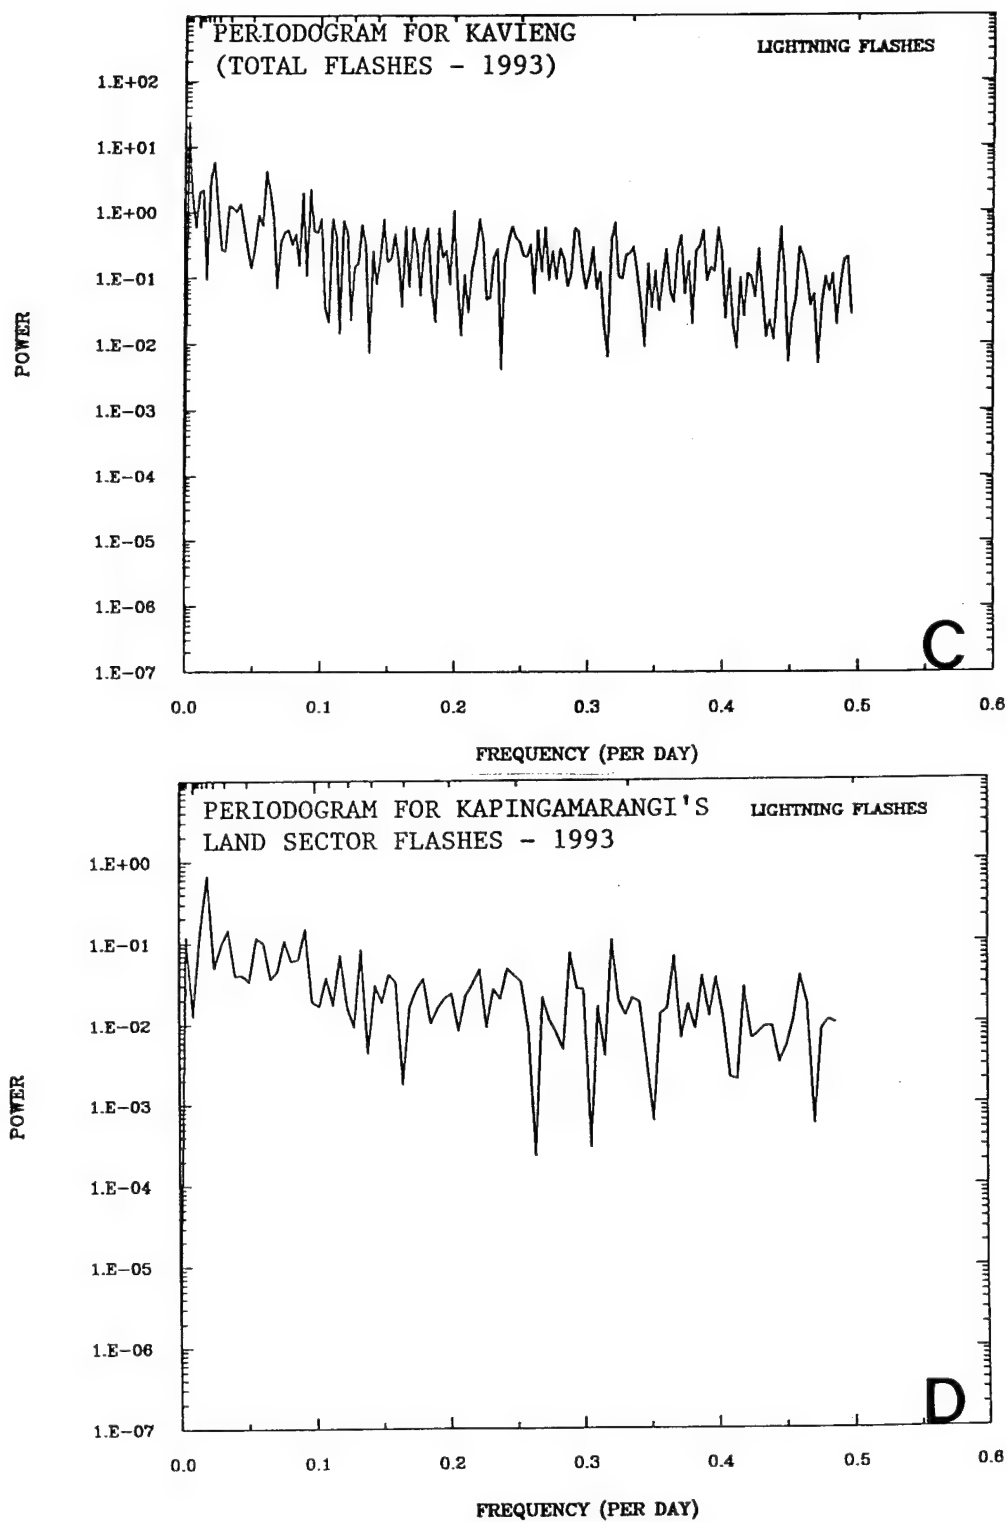 PERIODOGRAM FOR KAVIENG
(TOTAL FLASHES - 1993)
LIGHTNING FLASHES
1.E+02
1.E+01
1.E+00
1.E-01
1.E-02
1.E-03
1.E-04
1.E-05
1.E-06
1.E-07
POWER
C
0.0 0.1 0.2 0.3 0.4 0.5 0.6
FREQUENCY (PER DAY)
PERIODOGRAM FOR KAPINGAMARANGI'S
LAND SECTOR FLASHES - 1993
LIGHTNING FLASHES
1.E+00
1.E-01
1.E-02
1.E-03
1.E-04
1.E-05
1.E-06
1.E-07
POWER
D
0.0 0.1 0.2 0.3 0.4 0.5 0.6
FREQUENCY (PER DAY)